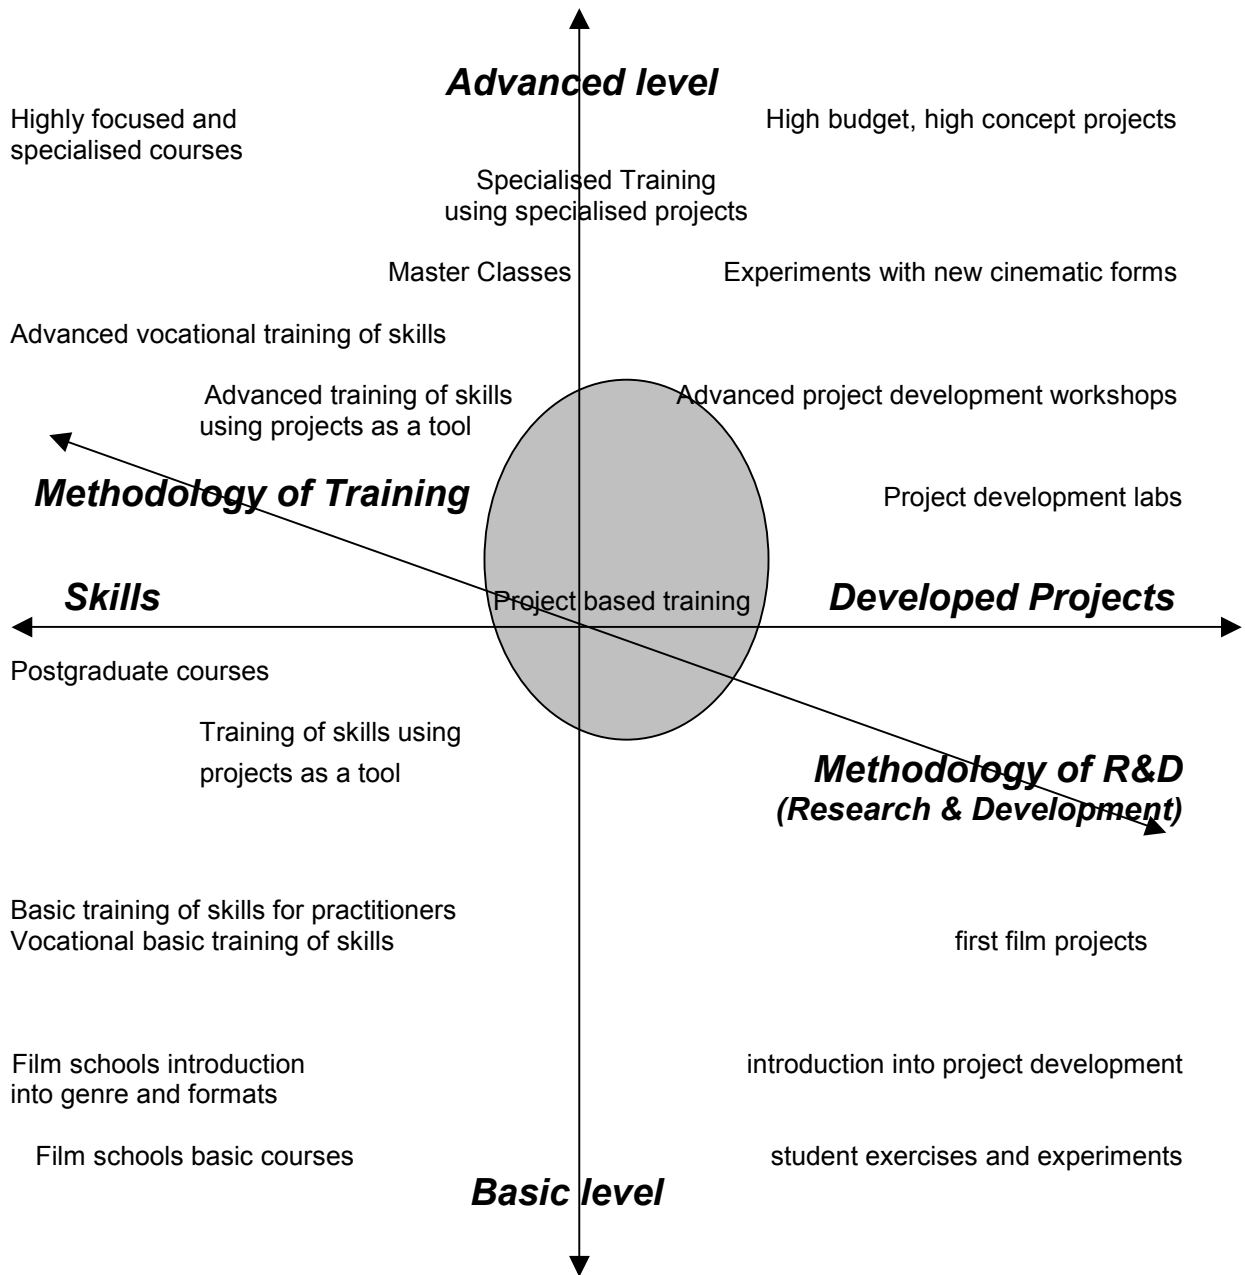 Advanced level
Highly focused and
specialised courses
High budget, high concept projects
Specialised Training
using specialised projects
Master Classes
Experiments with new cinematic forms
Advanced vocational training of skills
Advanced training of skills
using projects as a tool
Advanced project development workshops
Methodology of Training
Project development labs
Skills
Project based training
Developed Projects
Postgraduate courses
Training of skills using
projects as a tool
Methodology of R&D
(Research & Development)
Basic training of skills for practitioners
Vocational basic training of skills
first film projects
Film schools introduction
into genre and formats
introduction into project development
Film schools basic courses
student exercises and experiments
Basic level